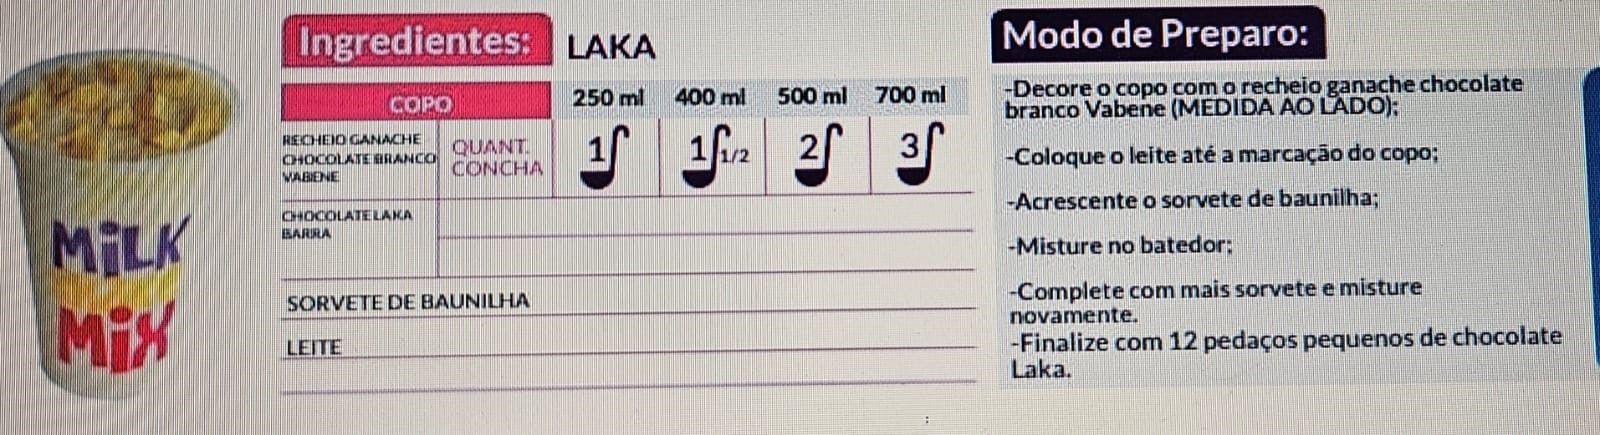 Ingredientes: LAKA
COPO 250 ml 400 ml 500 ml 700 ml
RECHEIO GANACHE
CHOCOLATE BRANCO
VABENE
QUANT.
CONCHA
1 1 1/2 2 3
CHOCOLATE LAKA
BARRA
SORVETE DE BAUNILHA
LEITE
MiLK
MiX
Modo de Preparo:
-Decore o copo com o recheio ganache chocolate
branco Vabene (MEDIDA AO LADO);
-Coloque o leite até a marcação do copo;
-Acrescente o sorvete de baunilha;
-Misture no batedor;
-Complete com mais sorvete e misture
novamente.
-Finalize com 12 pedaços pequenos de chocolate
Laka.